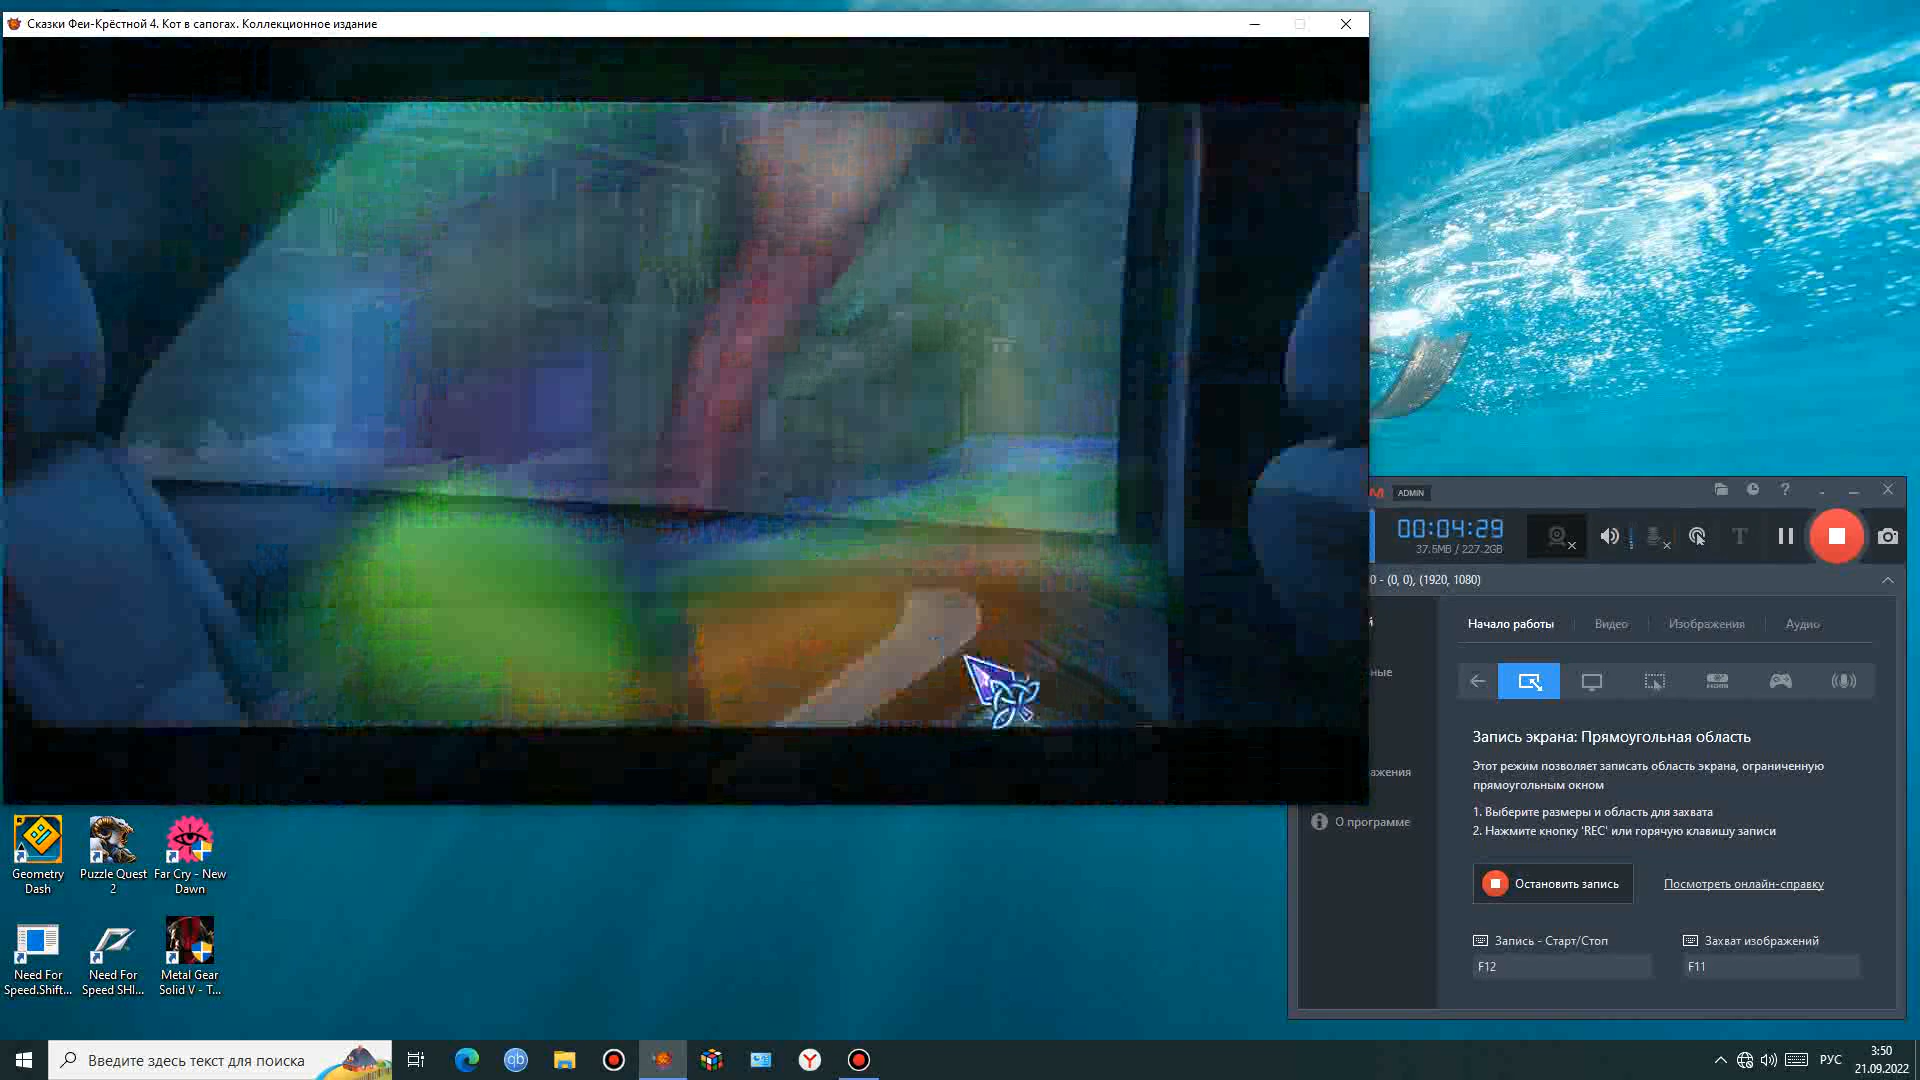 Сказки Феи-Крёстной 4. Кот в сапогах. Коллекционное издание
ADMIN
00:04:29
37.5MB / 227.2GB
0 - (0, 0), (1920, 1080)
Начало работы
Видео
Изображения
Аудио
ные
HDMI
Запись экрана: Прямоугольная область
Этот режим позволяет записать область экрана, ограниченную
прямоугольным окном
ажения
1. Выберите размеры и область для захвата
О программе
2. Нажмите кнопку 'REC' или горячую клавишу записи
Остановить запись
Посмотреть онлайн-справку
Запись - Старт/Стоп
Захват изображений
F12
F11
Geometry
Dash
Puzzle Quest
2
Far Cry - New
Dawn
Need For
Speed.Shift...
Need For
Speed SHI...
Metal Gear
Solid V - T...
Введите здесь текст для поиска
qb
РУС
3:50
21.09.2022